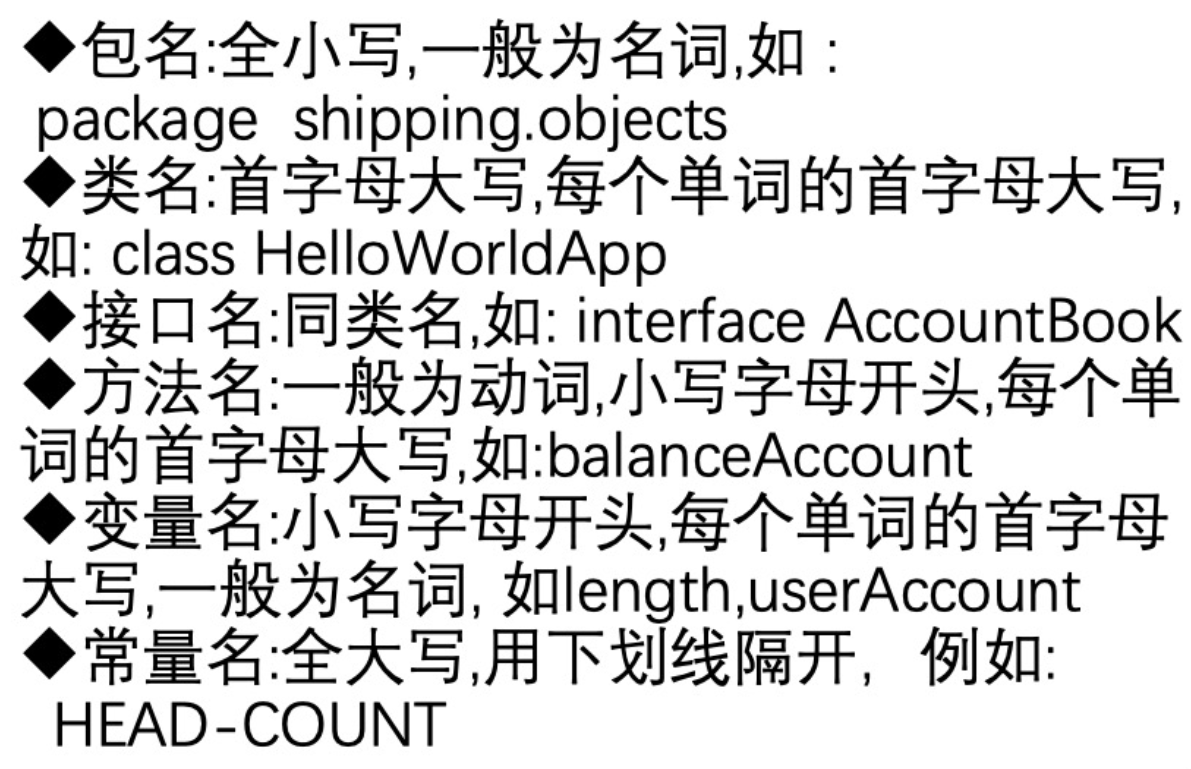 ◆包名:全小写,一般为名词,如 :
package  shipping.objects
◆类名:首字母大写,每个单词的首字母大写,
如: class HelloWorldApp
◆接口名:同类名,如: interface AccountBook
◆方法名:一般为动词,小写字母开头,每个单
词的首字母大写,如:balanceAccount
◆变量名:小写字母开头,每个单词的首字母
大写,一般为名词, 如length,userAccount
◆常量名:全大写,用下划线隔开,   例如:
HEAD-COUNT